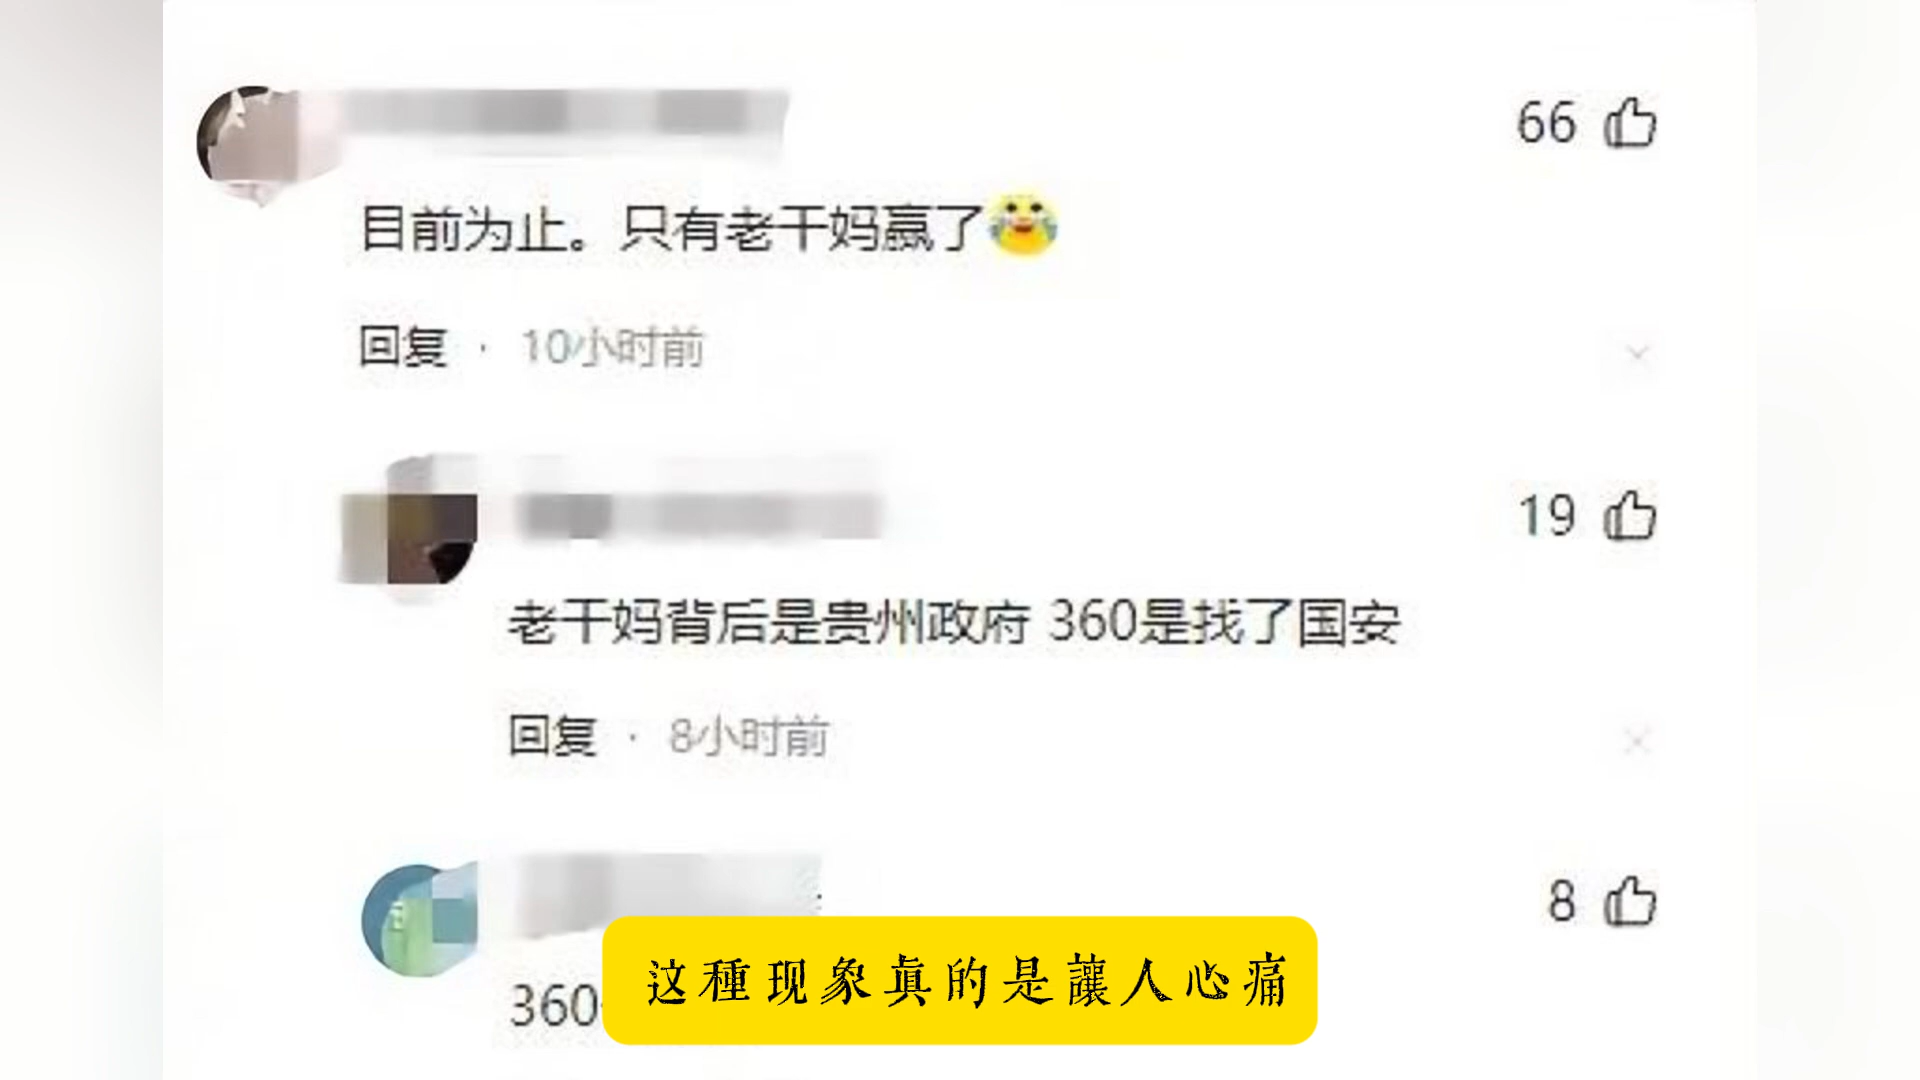 66
目前为止。只有老干妈赢了
回复 · 10小时前
19
老干妈背后是贵州政府 360是找了国安
回复 · 8小时前
8
360
这種现象真的是讓人心痛